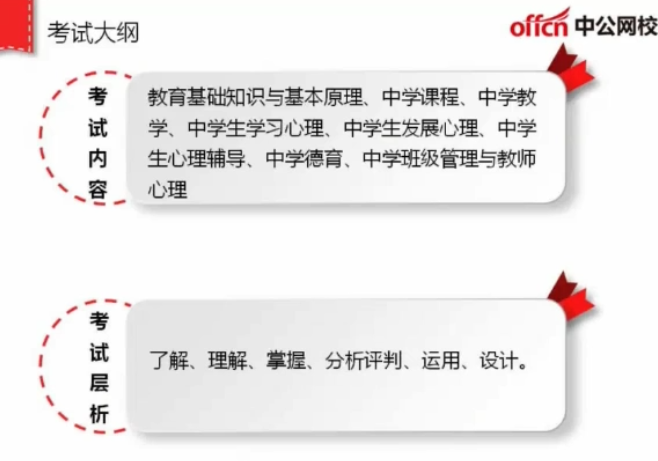 考试大纲
offcn 中公网校
考试内容
教育基础知识与基本原理、中学课程、中学教
学、中学生学习心理、中学生发展心理、中学
生心理辅导、中学德育、中学班级管理与教师
心理
考试层析
了解、理解、掌握、分析评判、运用、设计。